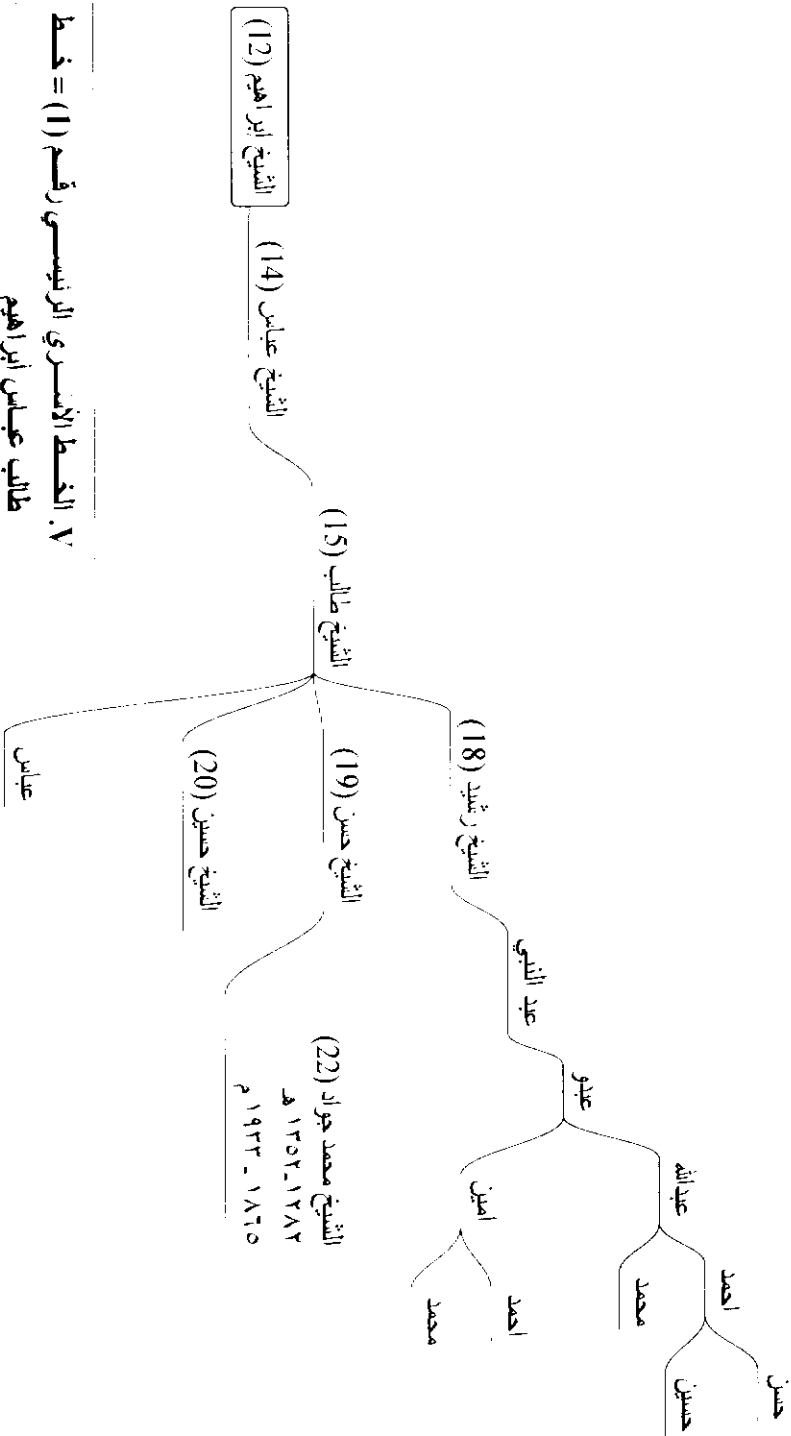 ٧. الخط الأسري الرئيسي رقم (1) = خط
طالب عباس ابراهيم
الشيخ ابراهيم (12)
الشيخ عباس (14)
الشيخ طالب (15)
الشيخ رشيد (18)
عبد النبي
عبدو
عبدالله
احمد
حسن
حسين
محمد
امين
احمد
محمد
الشيخ حسن (19)
الشيخ محمد جواد (22)
١٢٨٢-١٣٥٢ هـ
١٨٦٥ - ١٩٣٣ م
الشيخ حسين (20)
عباس